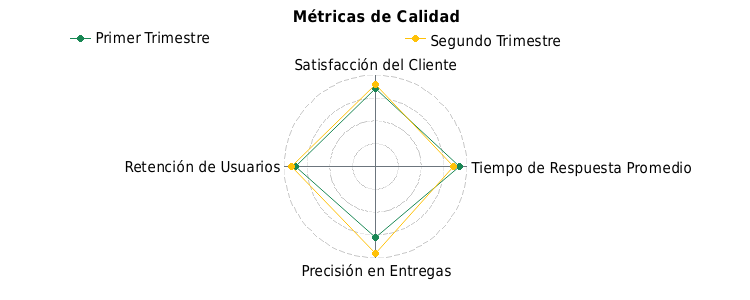 Métricas de Calidad
Primer Trimestre
Segundo Trimestre
Satisfacción del Cliente
Retención de Usuarios
Tiempo de Respuesta Promedio
Precisión en Entregas